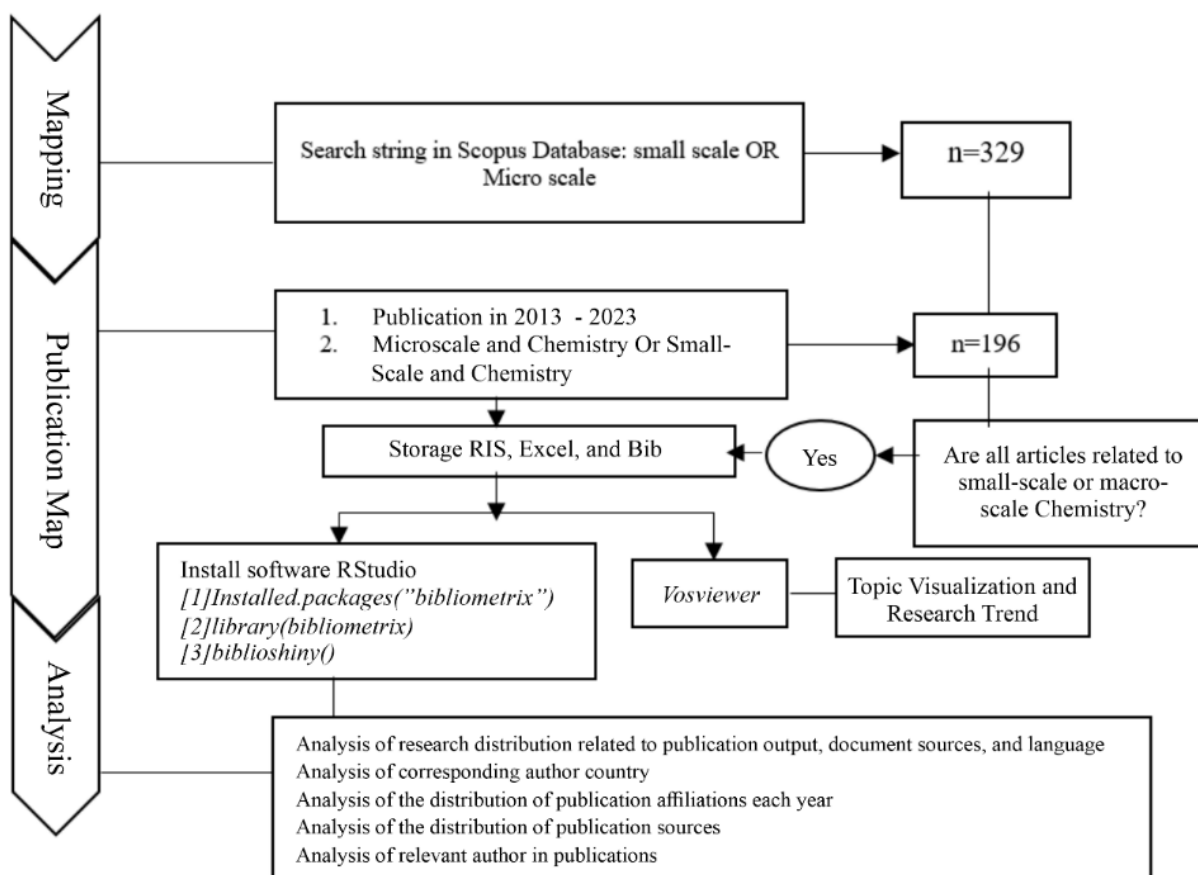 Mapping
Search string in Scopus Database: small scale OR
Micro scale
n=329
Publication Map
1. Publication in 2013 - 2023
2. Microscale and Chemistry Or Small-
Scale and Chemistry
n=196
Storage RIS, Excel, and Bib
Yes
Are all articles related to
small-scale or macro-
scale Chemistry?
Install software RStudio
[1]Installed.packages(”bibliometrix”)
[2]library(bibliometrix)
[3]biblioshiny()
Vosviewer
Topic Visualization and
Research Trend
Analysis
Analysis of research distribution related to publication output, document sources, and language
Analysis of corresponding author country
Analysis of the distribution of publication affiliations each year
Analysis of the distribution of publication sources
Analysis of relevant author in publications